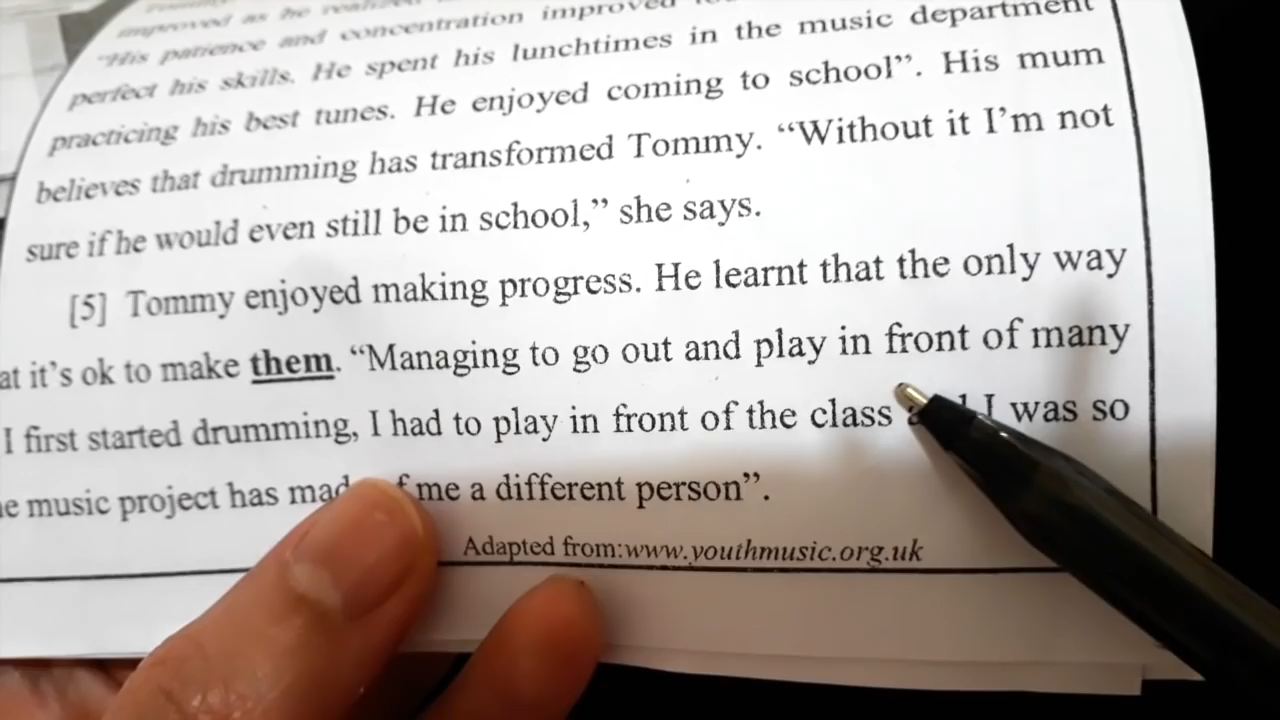 improved as he realized
"His patience and concentration improved
perfect his skills. He spent his lunchtimes in the music department
practicing his best tunes. He enjoyed coming to school". His mum
believes that drumming has transformed Tommy. "Without it I'm not
sure if he would even still be in school," she says.
[5] Tommy enjoyed making progress. He learnt that the only way
at it's ok to make them. "Managing to go out and play in front of many
I first started drumming, I had to play in front of the class I was so
music project has me a different person".
Adapted from:www.youthmusic.org.uk